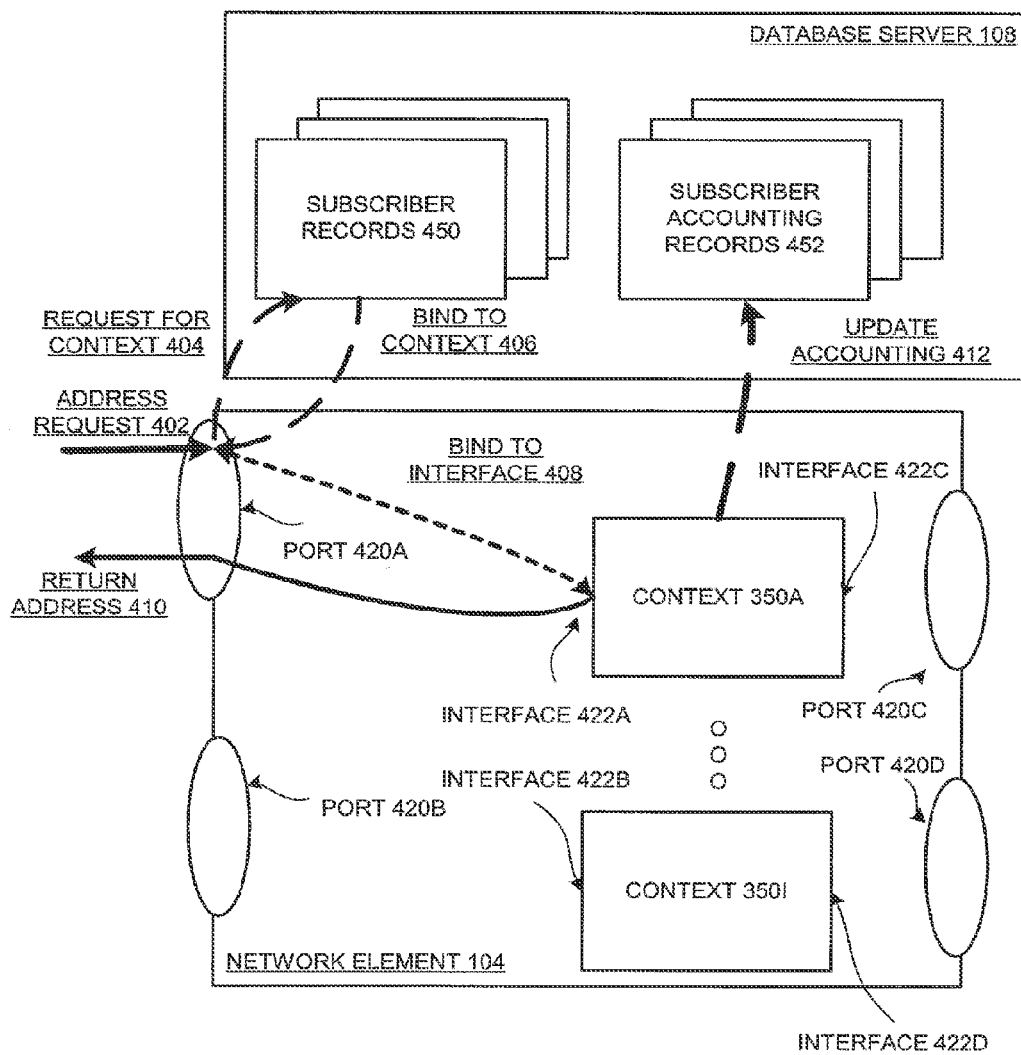 DATABASE SERVER 108
SUBSCRIBER
RECORDS 450
SUBSCRIBER
ACCOUNTING
RECORDS 452
REQUEST FOR
CONTEXT 404
BIND TO
CONTEXT 406
UPDATE
ACCOUNTING 412
ADDRESS
REQUEST 402
BIND TO
INTERFACE 408
INTERFACE 422C
PORT 420A
RETURN
ADDRESS 410
CONTEXT 350A
INTERFACE 422A
PORT 420C
INTERFACE 422B
PORT 420D
PORT 420B
CONTEXT 350I
NETWORK ELEMENT 104
INTERFACE 422D